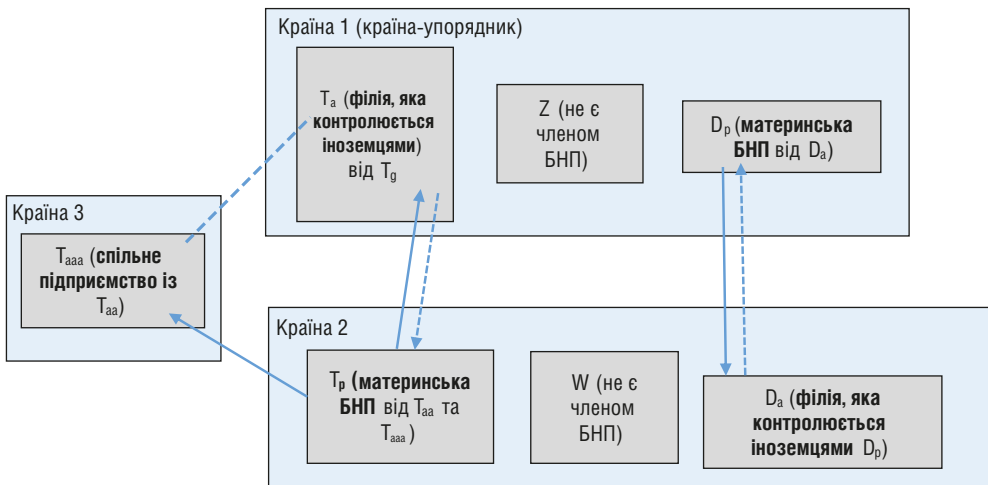 Країна 1 (країна-упорядник)
Tₐ (філія, яка
контролюється
іноземцями)
від T_g
Z (не є
членом
БНП)
Dₚ (материнська
БНП від Dₐ)
Країна 3
Tₐₐₐ (спільне
підприємство із
Tₐₐ)
Країна 2
Tₚ (материнська
БНП від Tₐₐ та
Tₐₐₐ)
W (не є
членом
БНП)
Dₐ (філія, яка
контролюється
іноземцями Dₚ)